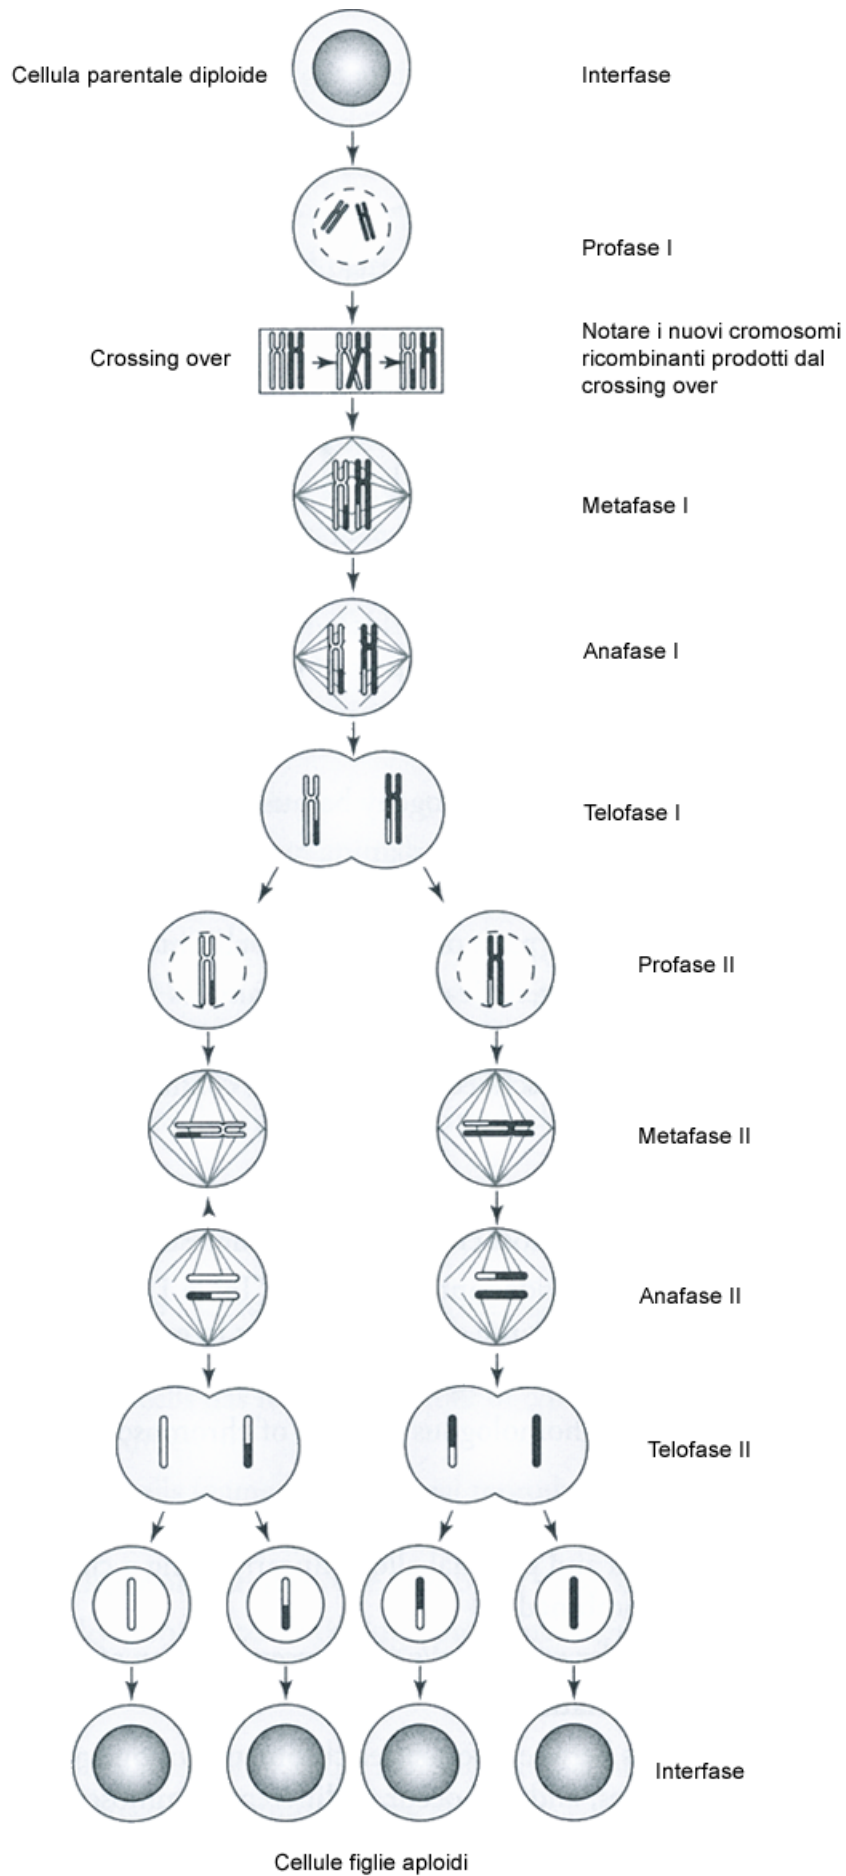 Cellula parentale diploide
Interfase
Profase I
Crossing over
Notare i nuovi cromosomi
ricombinanti prodotti dal
crossing over
Metafase I
Anafase I
Telofase I
Profase II
Metafase II
Anafase II
Telofase II
Interfase
Cellule figlie aploidi